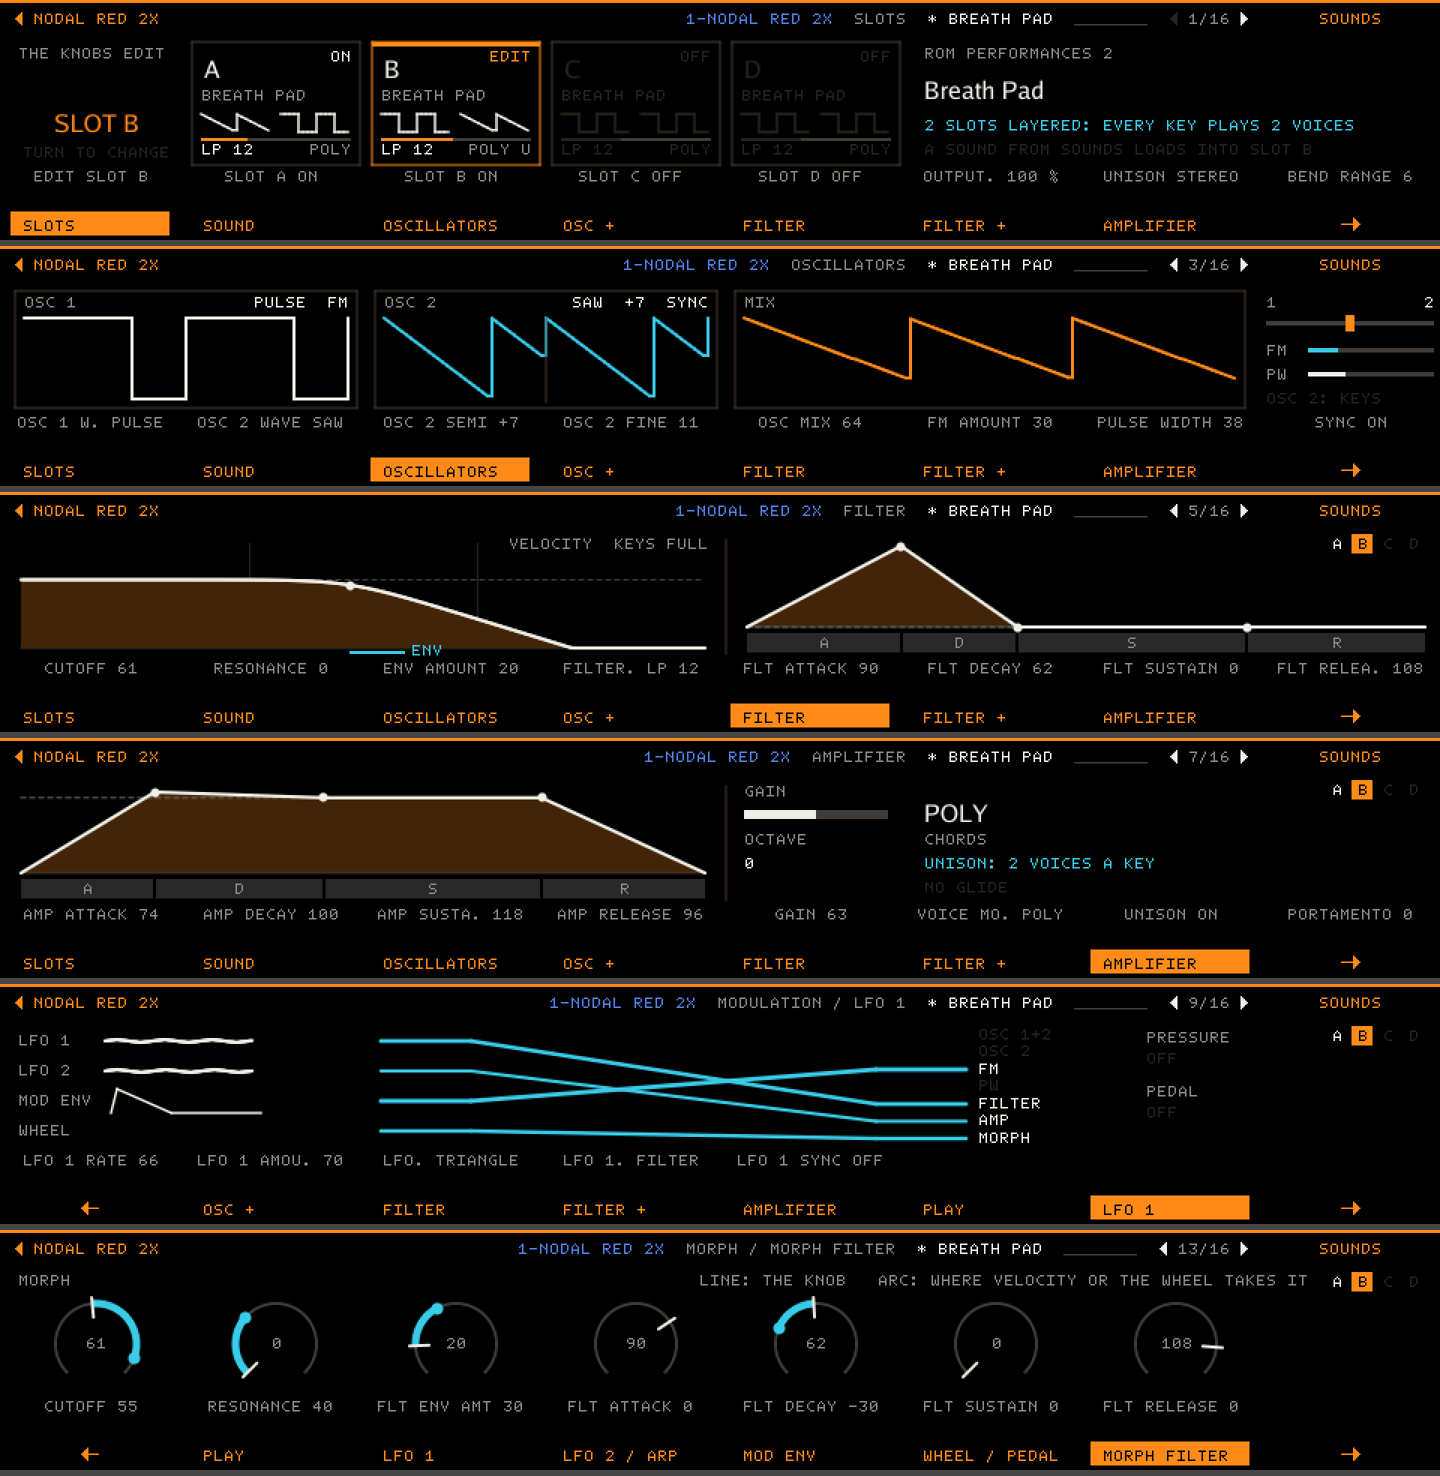 NODAL RED 2X 1-NODAL RED 2X SLOTS * BREATH PAD 1/16 SOUNDS
THE KNOBS EDIT A ON B EDIT C OFF D OFF ROM PERFORMANCES 2
BREATH PAD BREATH PAD BREATH PAD BREATH PAD Breath Pad
SLOT B 2 SLOTS LAYERED: EVERY KEY PLAYS 2 VOICES
TURN TO CHANGE LP 12 POLY LP 12 POLY U LP 12 POLY LP 12 POLY A SOUND FROM SOUNDS LOADS INTO SLOT B
EDIT SLOT B SLOT A ON SLOT B ON SLOT C OFF SLOT D OFF OUTPUT. 100 % UNISON STEREO BEND RANGE 6
SLOTS SOUND OSCILLATORS OSC + FILTER FILTER + AMPLIFIER →
NODAL RED 2X 1-NODAL RED 2X OSCILLATORS * BREATH PAD 3/16 SOUNDS
OSC 1 PULSE FM OSC 2 SAW +7 SYNC MIX 1 2
FM
PW
OSC 2: KEYS
OSC 1 W. PULSE OSC 2 WAVE SAW OSC 2 SEMI +7 OSC 2 FINE 11 OSC MIX 64 FM AMOUNT 30 PULSE WIDTH 38 SYNC ON
SLOTS SOUND OSCILLATORS OSC + FILTER FILTER + AMPLIFIER →
NODAL RED 2X 1-NODAL RED 2X FILTER * BREATH PAD 5/16 SOUNDS
VELOCITY KEYS FULL A B C D
ENV A D S R
CUTOFF 61 RESONANCE 0 ENV AMOUNT 20 FILTER. LP 12 FLT ATTACK 90 FLT DECAY 62 FLT SUSTAIN 0 FLT RELEA. 108
SLOTS SOUND OSCILLATORS OSC + FILTER FILTER + AMPLIFIER →
NODAL RED 2X 1-NODAL RED 2X AMPLIFIER * BREATH PAD 7/16 SOUNDS
GAIN A B C D
POLY
OCTAVE CHORDS
0 UNISON: 2 VOICES A KEY
A D S R NO GLIDE
AMP ATTACK 74 AMP DECAY 100 AMP SUSTA. 118 AMP RELEASE 96 GAIN 63 VOICE MO. POLY UNISON ON PORTAMENTO 0
SLOTS SOUND OSCILLATORS OSC + FILTER FILTER + AMPLIFIER →
NODAL RED 2X 1-NODAL RED 2X MODULATION / LFO 1 * BREATH PAD 9/16 SOUNDS
LFO 1 OSC 1+2 PRESSURE A B C D
OSC 2 OFF
LFO 2 FM
PW
MOD ENV FILTER PEDAL
AMP OFF
WHEEL MORPH
LFO 1 RATE 66 LFO 1 AMOU. 70 LFO. TRIANGLE LFO 1. FILTER LFO 1 SYNC OFF
← OSC + FILTER FILTER + AMPLIFIER PLAY LFO 1 →
NODAL RED 2X 1-NODAL RED 2X MORPH / MORPH FILTER * BREATH PAD 13/16 SOUNDS
MORPH LINE: THE KNOB ARC: WHERE VELOCITY OR THE WHEEL TAKES IT A B C D
61 0 20 90 62 0 108
CUTOFF 55 RESONANCE 40 FLT ENV AMT 30 FLT ATTACK 0 FLT DECAY -30 FLT SUSTAIN 0 FLT RELEASE 0
← PLAY LFO 1 LFO 2 / ARP MOD ENV WHEEL / PEDAL MORPH FILTER →